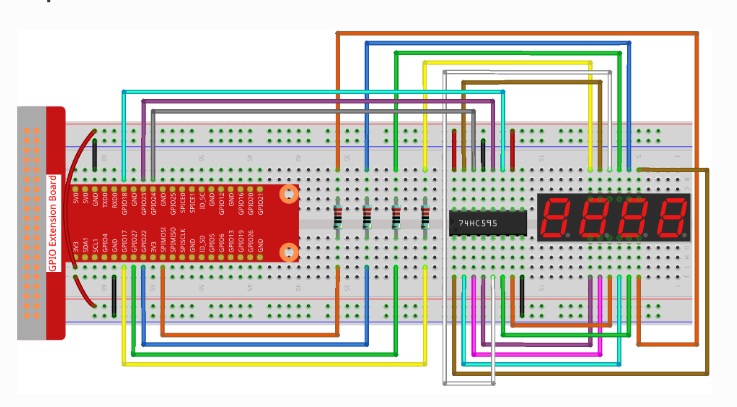 GPIO Extension Board
5V0
5V0
GND
TXD0
RXD0
GPIO18
GND
GPIO23
GPIO24
GND
GPIO25
SPICE0
SPICE1
ID_SC
GND
GPIO12
GND
GPIO16
GPIO20
GPIO21
3V3
SDA1
SCL1
GPIO4
GND
GPIO17
GPIO27
GPIO22
3V3
SPIMOSI
SPIMISO
SPISCLK
GND
ID_SD
GPIO5
GPIO6
GPIO13
GPIO19
GPIO26
GND
74HC595
8888